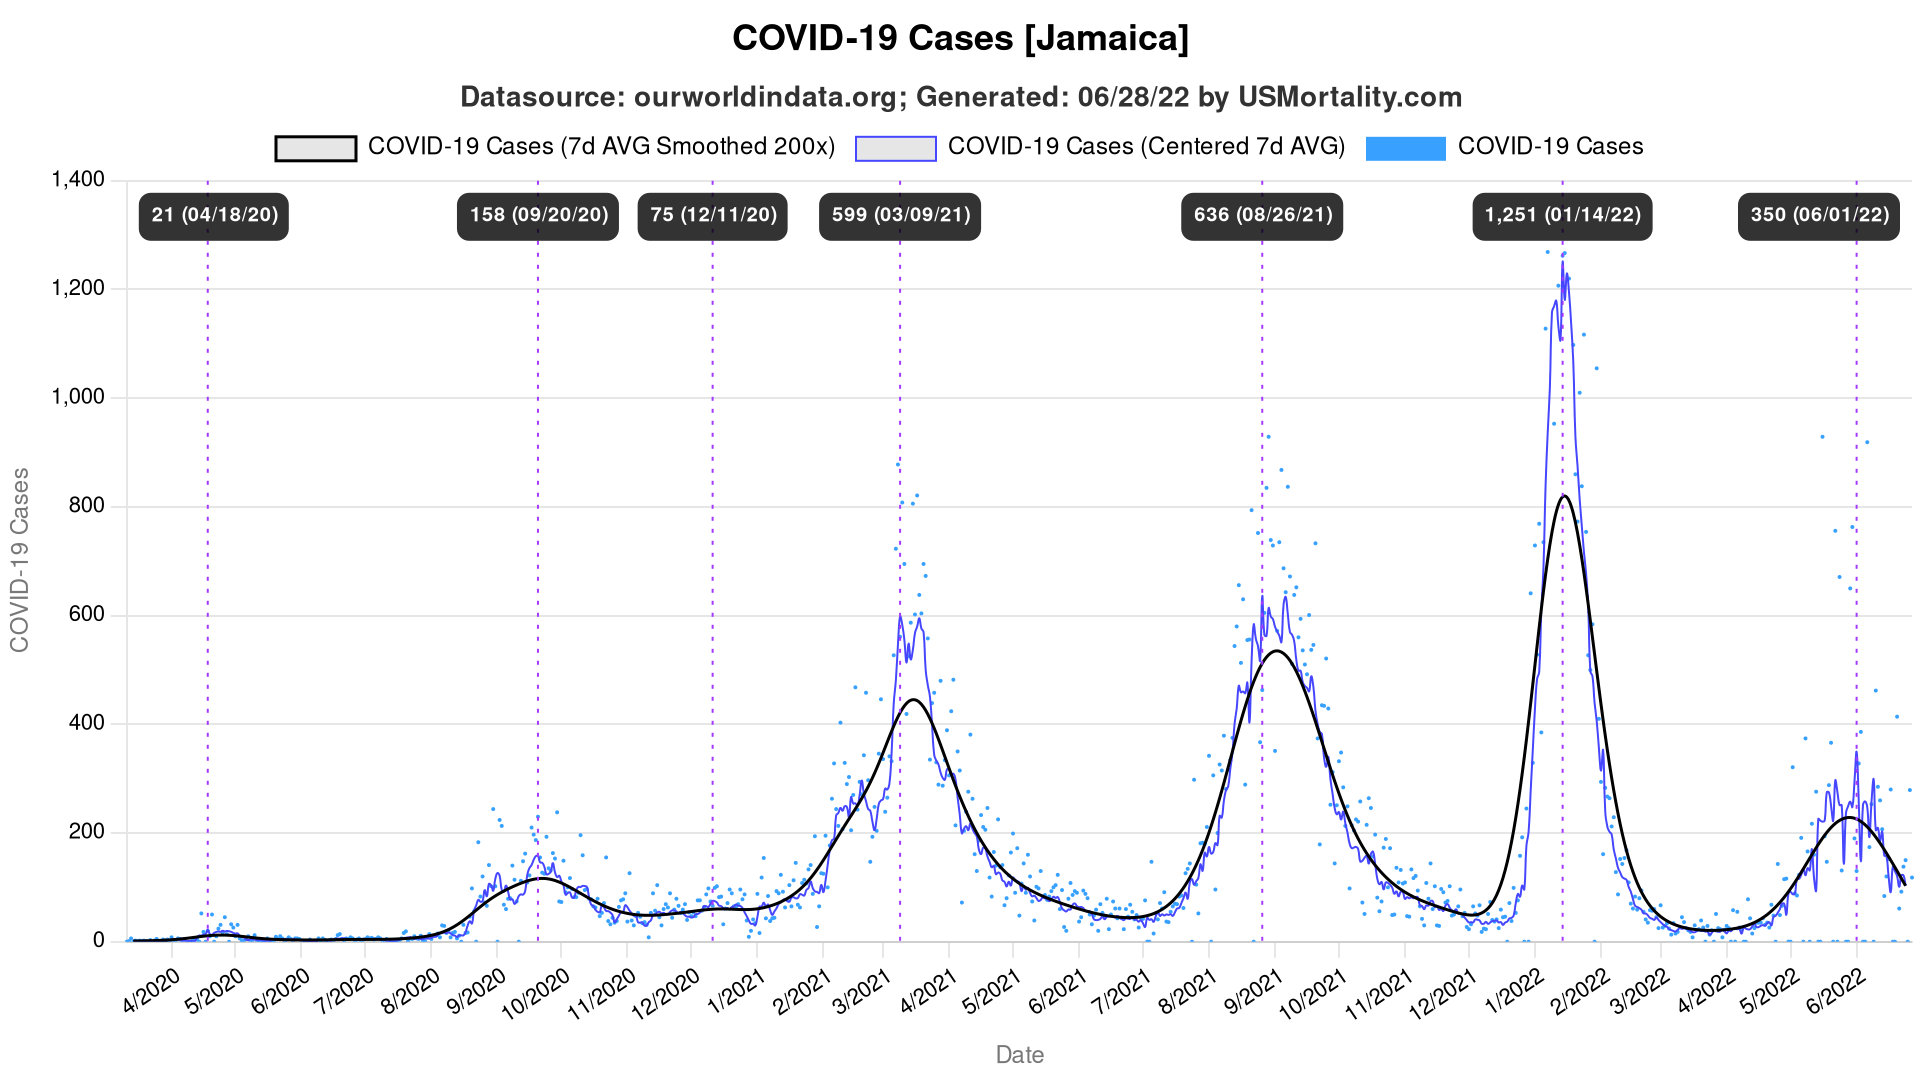 COVID-19 Cases [Jamaica]
Datasource: ourworldindata.org; Generated: 06/28/22 by USMortality.com
COVID-19 Cases (7d AVG Smoothed 200x) COVID-19 Cases (Centered 7d AVG) COVID-19 Cases
1,400
21 (04/18/20) 158 (09/20/20) 75 (12/11/20) 599 (03/09/21) 636 (08/26/21) 1,251 (01/14/22) 350 (06/01/22)
1,200
1,000
800
600
400
200
0
COVID-19 Cases
4/2020 5/2020 6/2020 7/2020 8/2020 9/2020 10/2020 11/2020 12/2020 1/2021 2/2021 3/2021 4/2021 5/2021 6/2021 7/2021 8/2021 9/2021 10/2021 11/2021 12/2021 1/2022 2/2022 3/2022 4/2022 5/2022 6/2022
Date